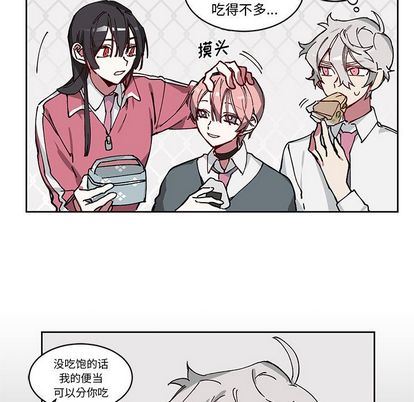 吃得不多...
摸头
没吃饱的话
我的便当
可以分你吃